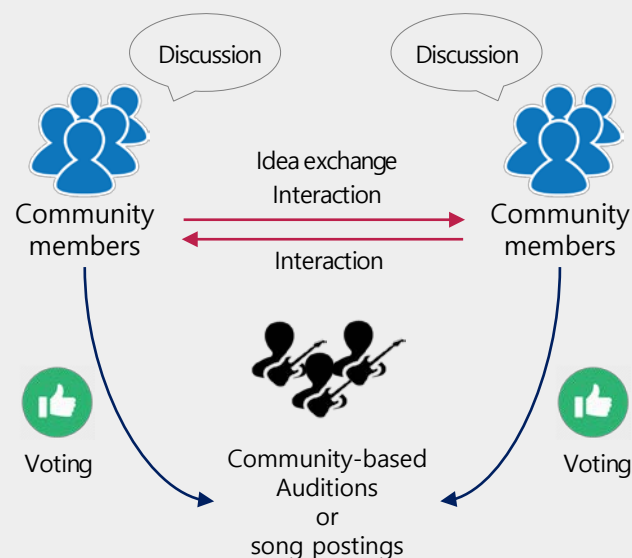 Discussion
Discussion
Idea exchange
Interaction
Community
members
Community
members
Interaction
Voting
Voting
Community-based
Auditions
or
song postings